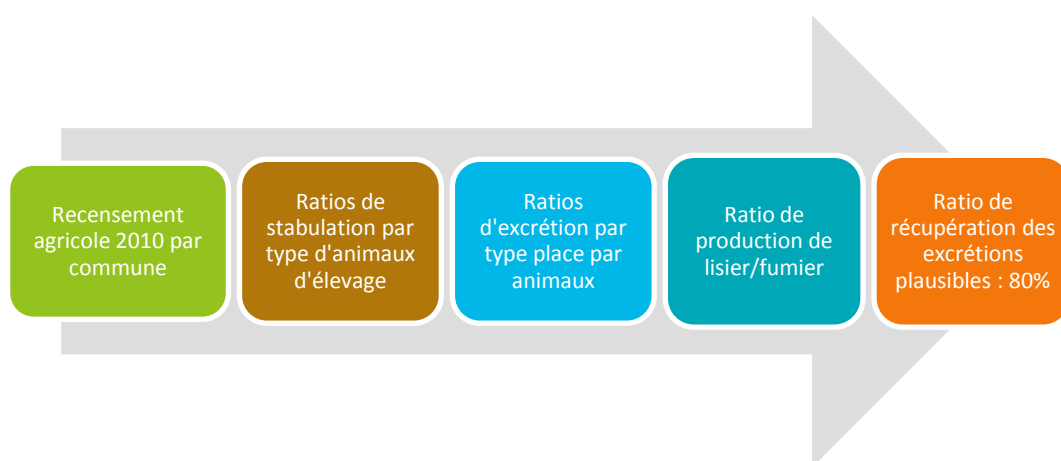 Recensement
agricole 2010 par
commune
Ratios de
stabulation par
type d'animaux
d'élevage
Ratios
d'excrétion par
type place par
animaux
Ratio de
production de
lisier/fumier
Ratio de
récupération des
excrétions
plausibles : 80%